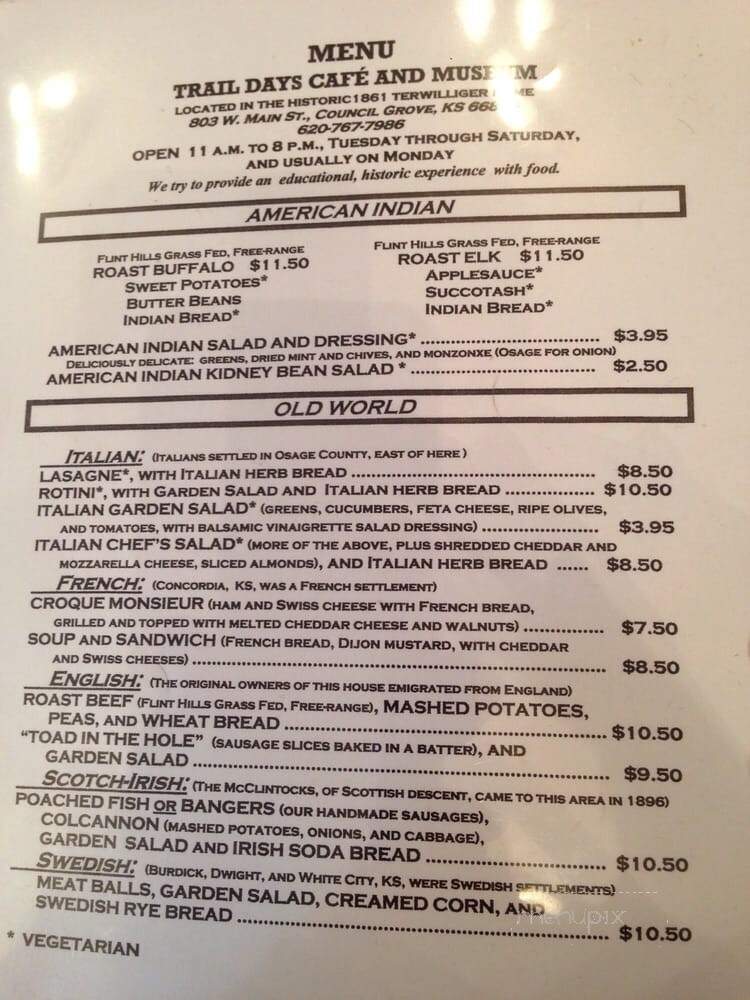 MENU
TRAIL DAYS CAFÉ AND MUSEUM
LOCATED IN THE HISTORIC 1861 TERWILLIGER
803 W. MAIN ST., COUNCIL GROVE, KS
620-767-7986
OPEN 11 A.M. TO 8 P.M., TUESDAY THROUGH SATURDAY,
AND USUALLY ON MONDAY
We try to provide an educational, historic experience with food.
AMERICAN INDIAN
FLINT HILLS GRASS FED, FREE-RANGE
ROAST BUFFALO $11.50
SWEET POTATOES*
BUTTER BEANS
INDIAN BREAD*
FLINT HILLS GRASS FED, FREE-RANGE
ROAST ELK $11.50
APPLESAUCE*
SUCCOTASH*
INDIAN BREAD*
AMERICAN INDIAN SALAD AND DRESSING* ................................ $3.95
DELICIOUSLY DELICATE: GREENS, DRIED MINT AND CHIVES, AND MONZONXE (OSAGE FOR ONION)
AMERICAN INDIAN KIDNEY BEAN SALAD * ................................ $2.50
OLD WORLD
ITALIAN: (ITALIANS SETTLED IN OSAGE COUNTY, EAST OF HERE )
LASAGNE*, WITH ITALIAN HERB BREAD ............................................ $8.50
ROTINI*, WITH GARDEN SALAD AND ITALIAN HERB BREAD ................ $10.50
ITALIAN GARDEN SALAD* (GREENS, CUCUMBERS, FETA CHEESE, RIPE OLIVES,
AND TOMATOES, WITH BALSAMIC VINAIGRETTE SALAD DRESSING) ..................... $3.95
ITALIAN CHEF'S SALAD* (MORE OF THE ABOVE, PLUS SHREDDED CHEDDAR AND
MOZZARELLA CHEESE, SLICED ALMONDS), AND ITALIAN HERB BREAD ...... $8.50
FRENCH: (CONCORDIA, KS, WAS A FRENCH SETTLEMENT)
CROQUE MONSIEUR (HAM AND SWISS CHEESE WITH FRENCH BREAD,
GRILLED AND TOPPED WITH MELTED CHEDDAR CHEESE AND WALNUTS) ............... $7.50
SOUP AND SANDWICH (FRENCH BREAD, DIJON MUSTARD, WITH CHEDDAR
AND SWISS CHEESES) ........................................................................... $8.50
ENGLISH: (THE ORIGINAL OWNERS OF THIS HOUSE EMIGRATED FROM ENGLAND)
ROAST BEEF (FLINT HILLS GRASS FED, FREE-RANGE), MASHED POTATOES,
PEAS, AND WHEAT BREAD .......................................................... $10.50
"TOAD IN THE HOLE" (SAUSAGE SLICES BAKED IN A BATTER), AND
GARDEN SALAD ........................................................................... $9.50
SCOTCH-IRISH: (THE MCCLINTOCKS, OF SCOTTISH DESCENT, CAME TO THIS AREA IN 1896)
POACHED FISH OR BANGERS (OUR HANDMADE SAUSAGES),
COLCANNON (MASHED POTATOES, ONIONS, AND CABBAGE),
GARDEN SALAD AND IRISH SODA BREAD ................................ $10.50
SWEDISH: (BURDICK, DWIGHT, AND WHITE CITY, KS, WERE SWEDISH SETTLEMENTS)
MEAT BALLS, GARDEN SALAD, CREAMED CORN, AND
SWEDISH RYE BREAD ................................................................ $10.50
menupix
* VEGETARIAN